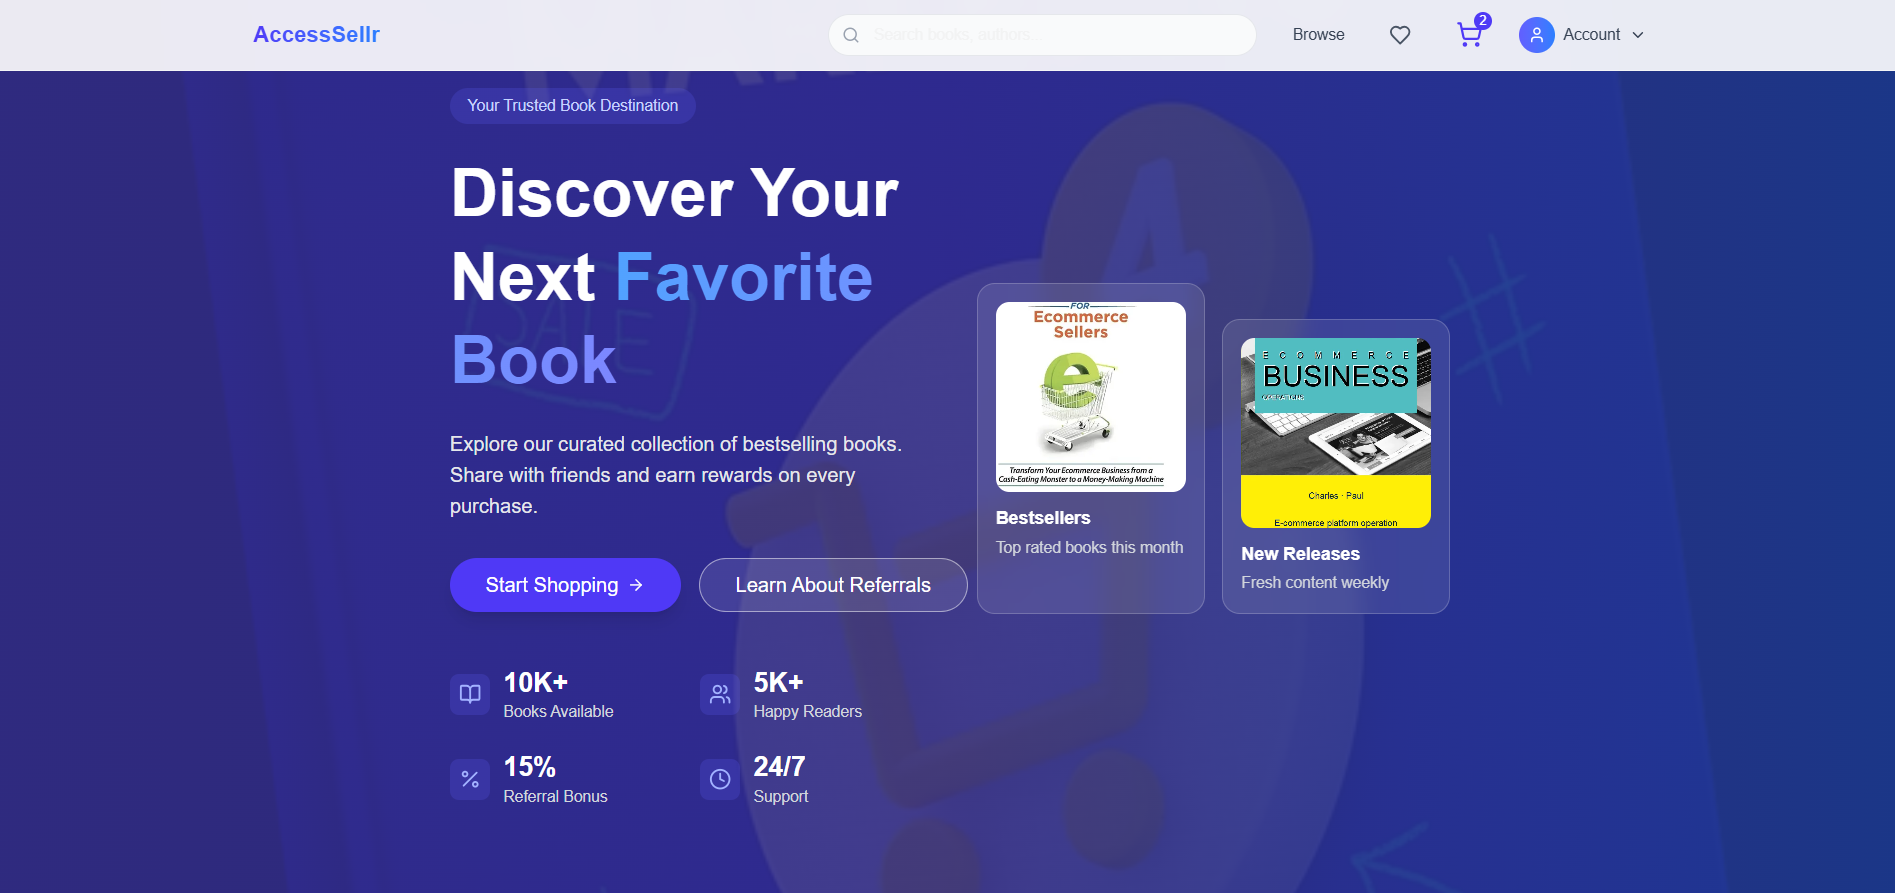 AccessSellr
Search books, authors...
Browse
2
Account
Your Trusted Book Destination
Discover Your
Next Favorite
Book
Explore our curated collection of bestselling books.
Share with friends and earn rewards on every
purchase.
Start Shopping
Learn About Referrals
FOR
Ecommerce
Sellers
Transform Your Ecommerce Business from a
Cash-Eating Monster to a Money-Making Machine
Bestsellers
Top rated books this month
ECOMMERCE
BUSINESS
OPERATIONS
Charles · Paul
E-commerce platform operation
New Releases
Fresh content weekly
10K+
Books Available
5K+
Happy Readers
15%
Referral Bonus
24/7
Support
SALE